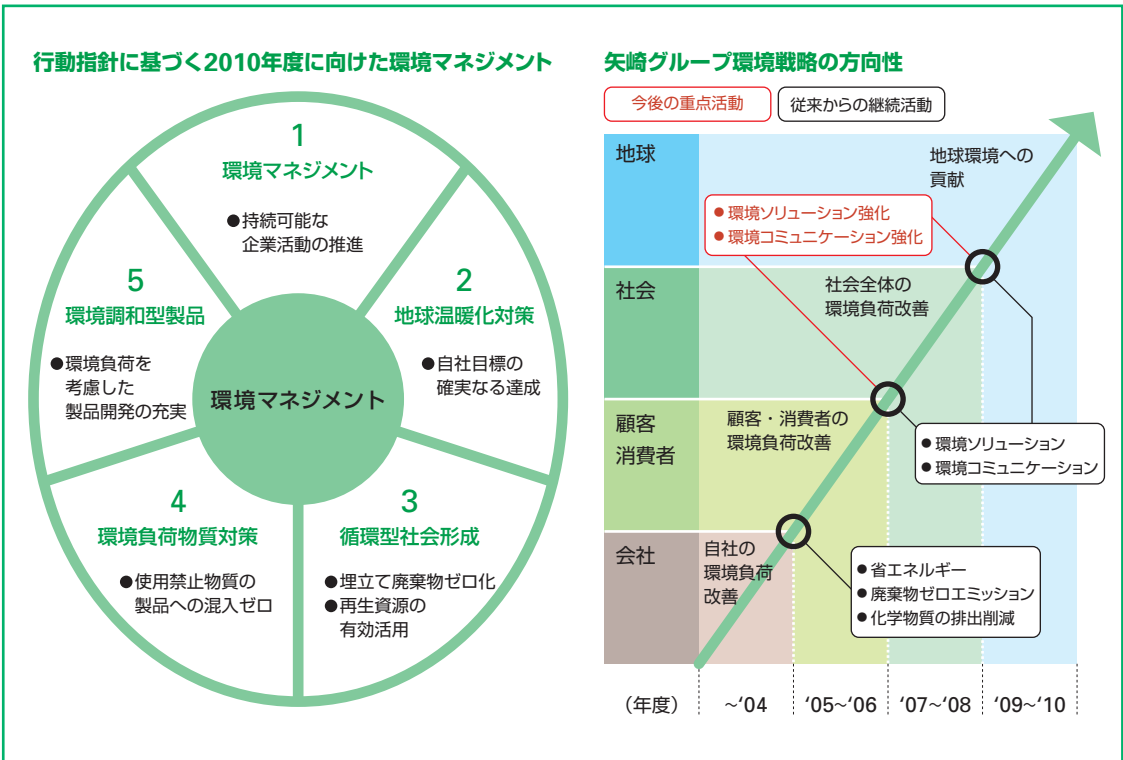 行動指針に基づく2010年度に向けた環境マネジメント
1
環境マネジメント
●持続可能な
企業活動の推進
2
地球温暖化対策
●自社目標の
確実なる達成
3
循環型社会形成
●埋立て廃棄物ゼロ化
●再生資源の
有効活用
4
環境負荷物質対策
●使用禁止物質の
製品への混入ゼロ
5
環境調和型製品
●環境負荷を
考慮した
製品開発の充実
環境マネジメント
矢崎グループ環境戦略の方向性
今後の重点活動
従来からの継続活動
地球
地球環境への
貢献
●環境ソリューション強化
●環境コミュニケーション強化
社会
社会全体の
環境負荷改善
顧客
消費者
顧客・消費者の
環境負荷改善
●環境ソリューション
●環境コミュニケーション
会社
自社の
環境負荷
改善
●省エネルギー
●廃棄物ゼロエミッション
●化学物質の排出削減
（年度）
~‘04
‘05~‘06
‘07~‘08
‘09~‘10